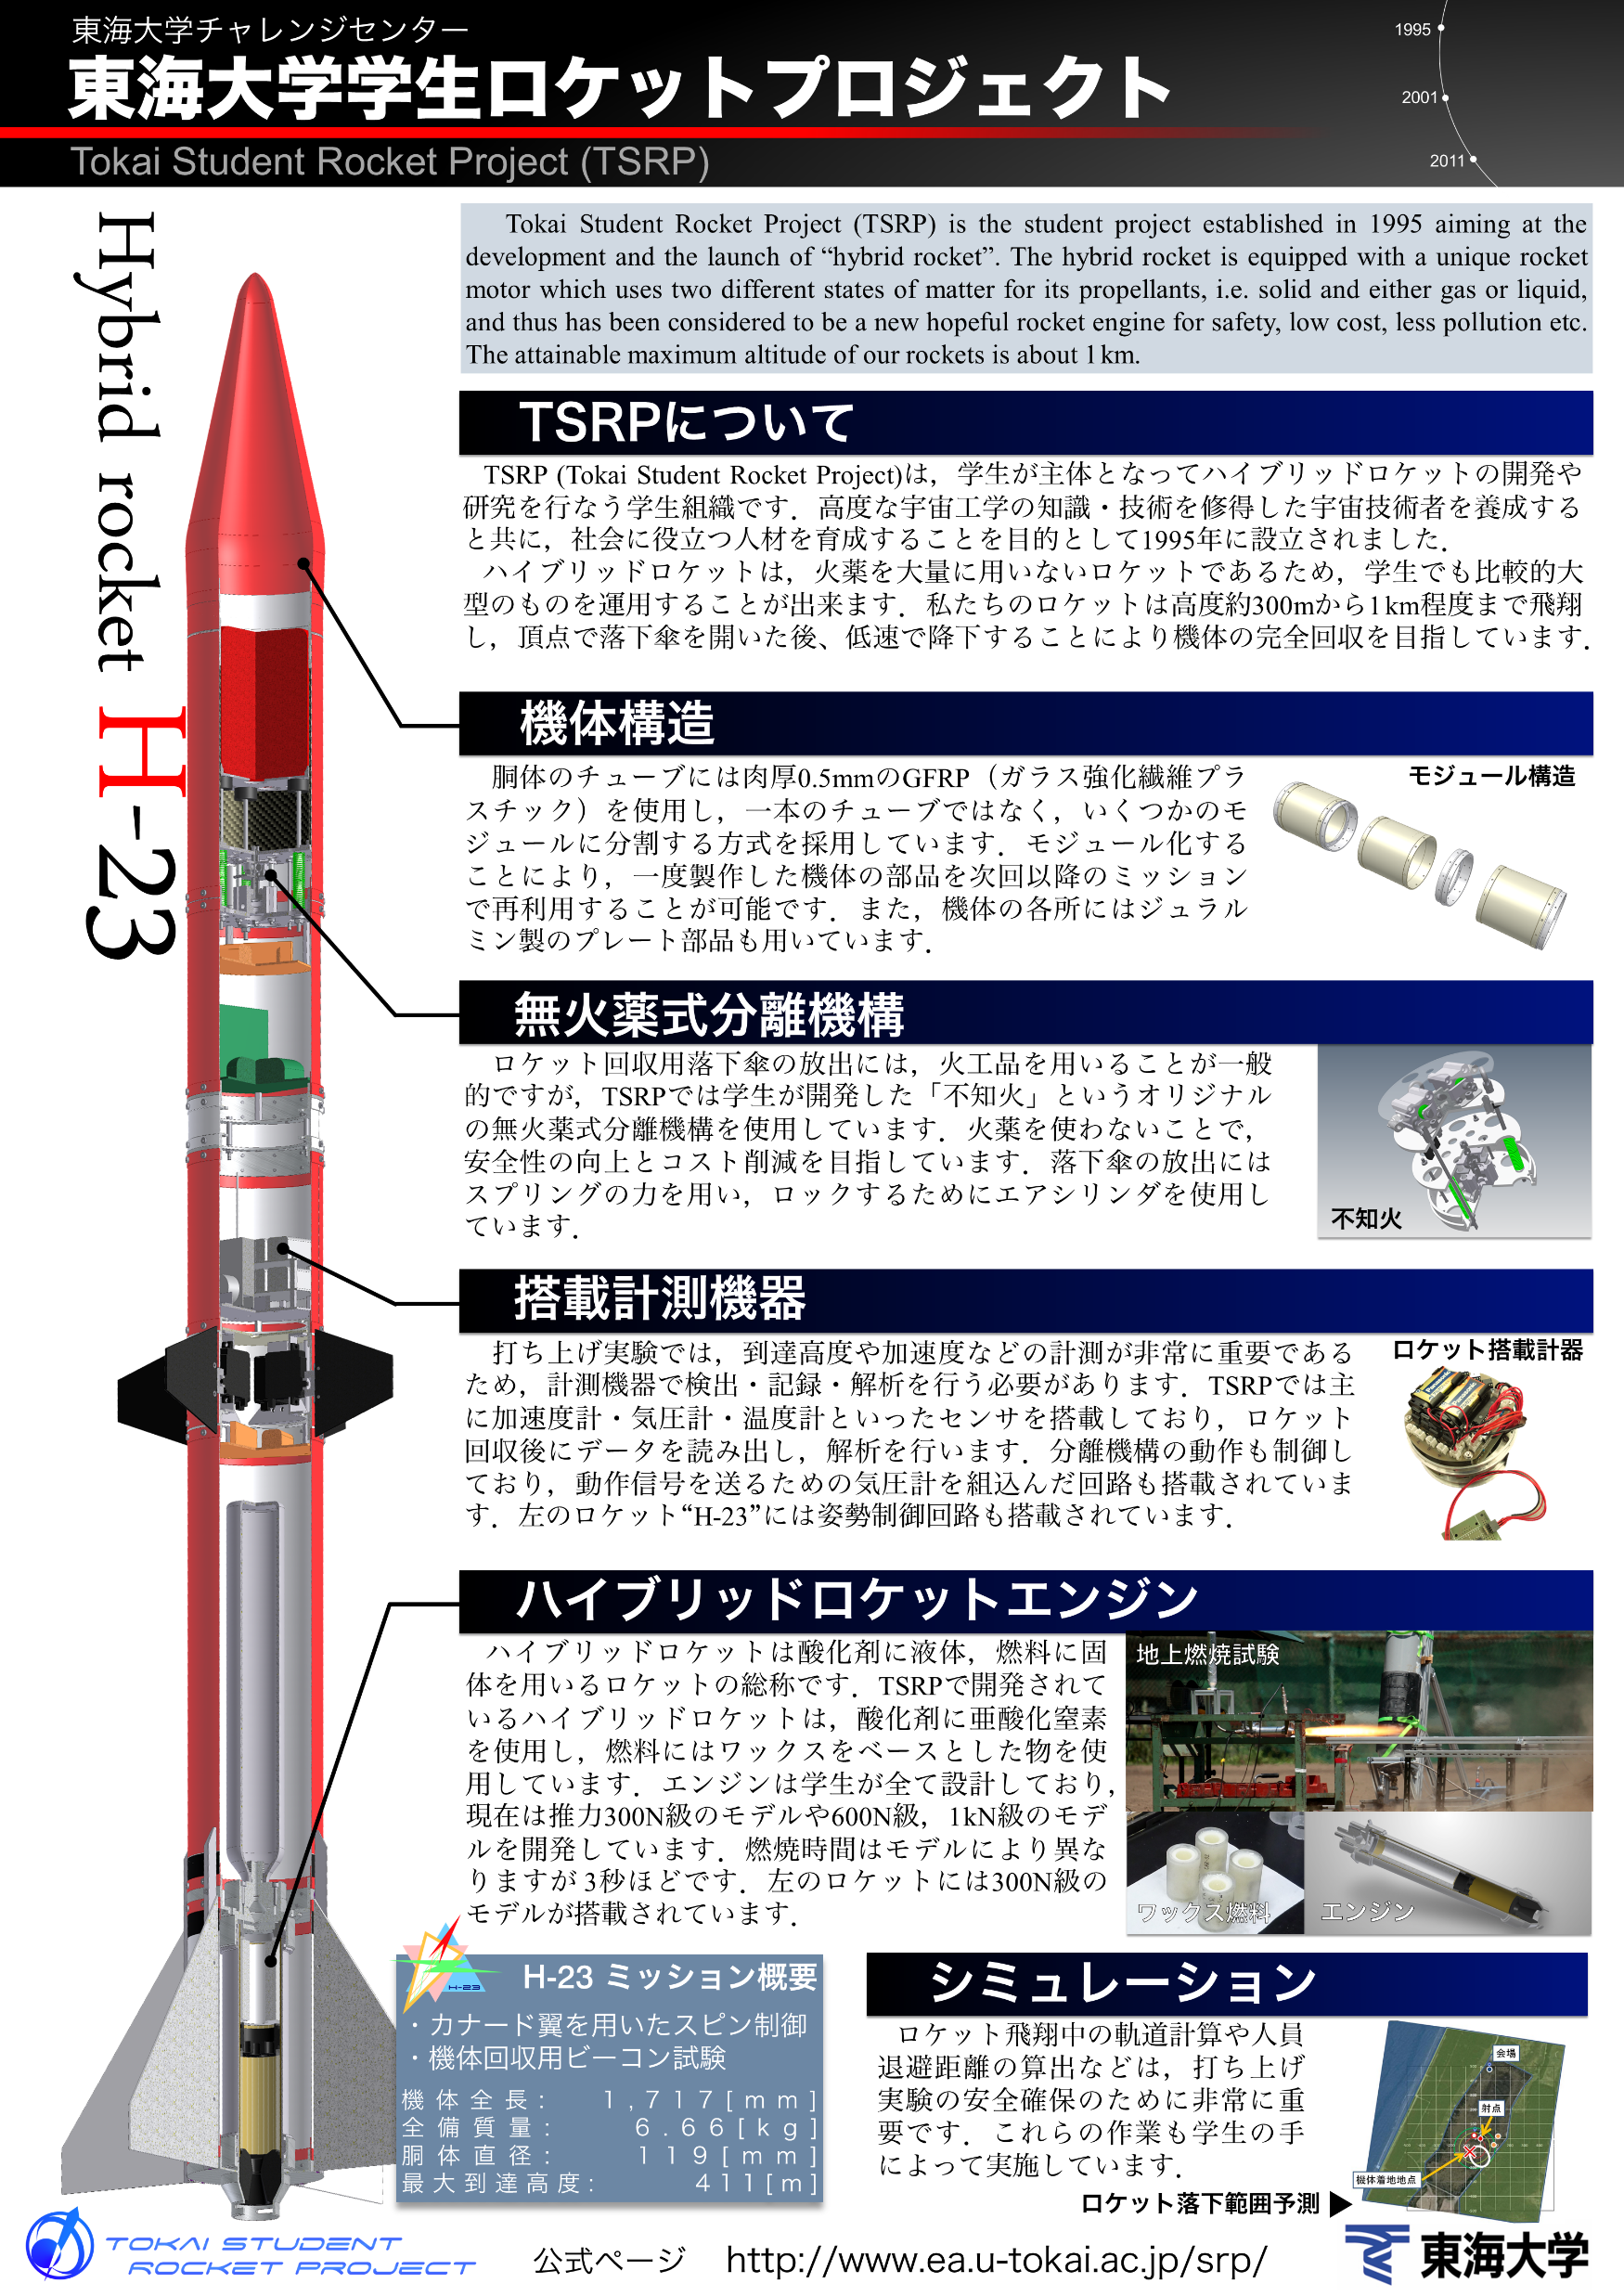 東海大学チャレンジセンター
東海大学学生ロケットプロジェクト
Tokai Student Rocket Project (TSRP)
1995
2001
2011
Hybrid rocket H-23
Tokai Student Rocket Project (TSRP) is the student project established in 1995 aiming at the
development and the launch of “hybrid rocket”. The hybrid rocket is equipped with a unique rocket
motor which uses two different states of matter for its propellants, i.e. solid and either gas or liquid,
and thus has been considered to be a new hopeful rocket engine for safety, low cost, less pollution etc.
The attainable maximum altitude of our rockets is about 1 km.
TSRPについて
TSRP (Tokai Student Rocket Project)は，学生が主体となってハイブリッドロケットの開発や
研究を行なう学生組織です．高度な宇宙工学の知識・技術を修得した宇宙技術者を養成する
と共に，社会に役立つ人材を育成することを目的として1995年に設立されました．
ハイブリッドロケットは，火薬を大量に用いないロケットであるため，学生でも比較的大
型のものを運用することが出来ます．私たちのロケットは高度約300mから1km程度まで飛翔
し，頂点で落下傘を開いた後、低速で降下することにより機体の完全回収を目指しています．
機体構造
胴体のチューブには肉厚0.5mmのGFRP（ガラス強化繊維プラ
スチック）を使用し，一本のチューブではなく，いくつかのモ
ジュールに分割する方式を採用しています．モジュール化する
ことにより，一度製作した機体の部品を次回以降のミッション
で再利用することが可能です．また，機体の各所にはジュラル
ミン製のプレート部品も用いています．
モジュール構造
無火薬式分離機構
ロケット回収用落下傘の放出には，火工品を用いることが一般
的ですが，TSRPでは学生が開発した「不知火」というオリジナル
の無火薬式分離機構を使用しています．火薬を使わないことで，
安全性の向上とコスト削減を目指しています．落下傘の放出には
スプリングの力を用い，ロックするためにエアシリンダを使用し
ています．
不知火
搭載計測機器
打ち上げ実験では，到達高度や加速度などの計測が非常に重要である
ため，計測機器で検出・記録・解析を行う必要があります．TSRPでは主
に加速度計・気圧計・温度計といったセンサを搭載しており，ロケット
回収後にデータを読み出し，解析を行います．分離機構の動作も制御し
ており，動作信号を送るための気圧計を組込んだ回路も搭載されていま
す．左のロケット“H-23”には姿勢制御回路も搭載されています．
ロケット搭載計器
ハイブリッドロケットエンジン
ハイブリッドロケットは酸化剤に液体，燃料に固
体を用いるロケットの総称です．TSRPで開発されて
いるハイブリッドロケットは，酸化剤に亜酸化窒素
を使用し，燃料にはワックスをベースとした物を使
用しています．エンジンは学生が全て設計しており，
現在は推力300N級のモデルや600N級，1kN級のモデ
ルを開発しています．燃焼時間はモデルにより異な
りますが3秒ほどです．左のロケットには300N級の
モデルが搭載されています．
地上燃焼試験
ワックス燃料
エンジン
H-23
H-23 ミッション概要
・カナード翼を用いたスピン制御
・機体回収用ビーコン試験
機体全長： 1,717[mm]
全備質量： 6.66[kg]
胴体直径： 119[mm]
最大到達高度： 411[m]
シミュレーション
ロケット飛翔中の軌道計算や人員
退避距離の算出などは，打ち上げ
実験の安全確保のために非常に重
要です．これらの作業も学生の手
によって実施しています．
会場
射点
機体着地地点
ロケット落下範囲予測 ▶
TOKAI STUDENT
ROCKET PROJECT
公式ページ http://www.ea.u-tokai.ac.jp/srp/
東海大学